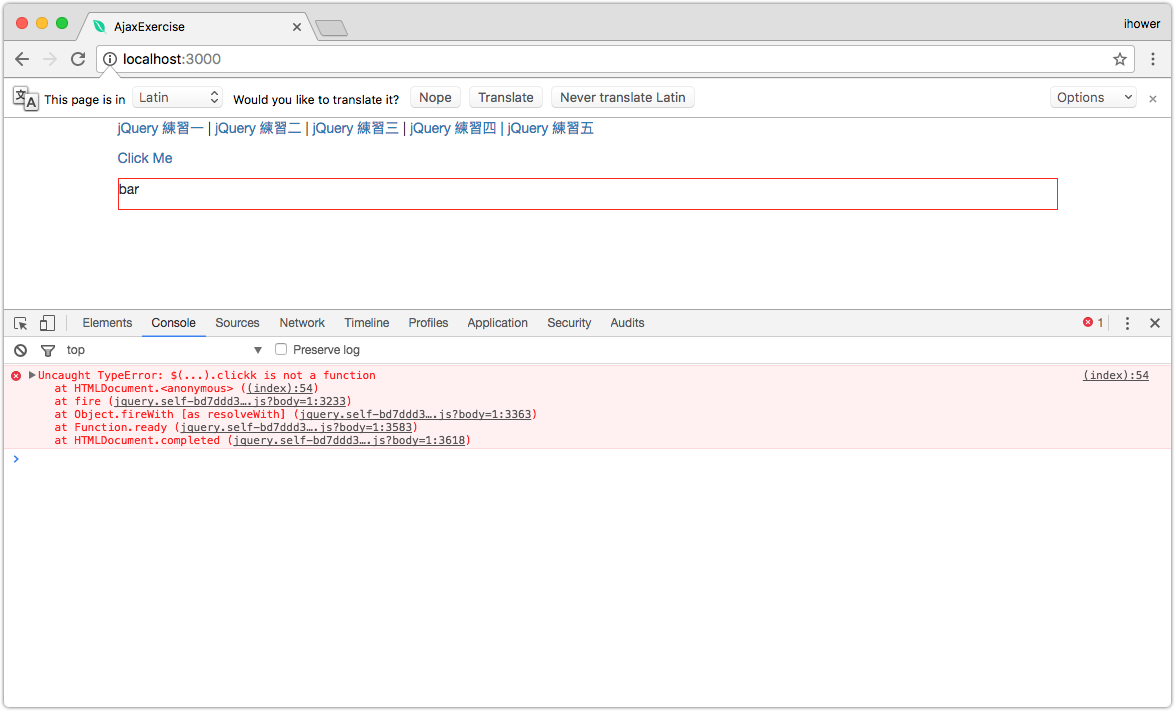 AjaxExercise
ihower
localhost:3000
This page is in Latin Would you like to translate it? Nope Translate Never translate Latin Options
jQuery 練習一 | jQuery 練習二 | jQuery 練習三 | jQuery 練習四 | jQuery 練習五
Click Me
bar
Elements Console Sources Network Timeline Profiles Application Security Audits 1
top Preserve log
Uncaught TypeError: $(...).clickk is not a function (index):54
at HTMLDocument.<anonymous> ((index):54)
at fire (jquery.self-bd7ddd3….js?body=1:3233)
at Object.fireWith [as resolveWith] (jquery.self-bd7ddd3….js?body=1:3363)
at Function.ready (jquery.self-bd7ddd3….js?body=1:3583)
at HTMLDocument.completed (jquery.self-bd7ddd3….js?body=1:3618)